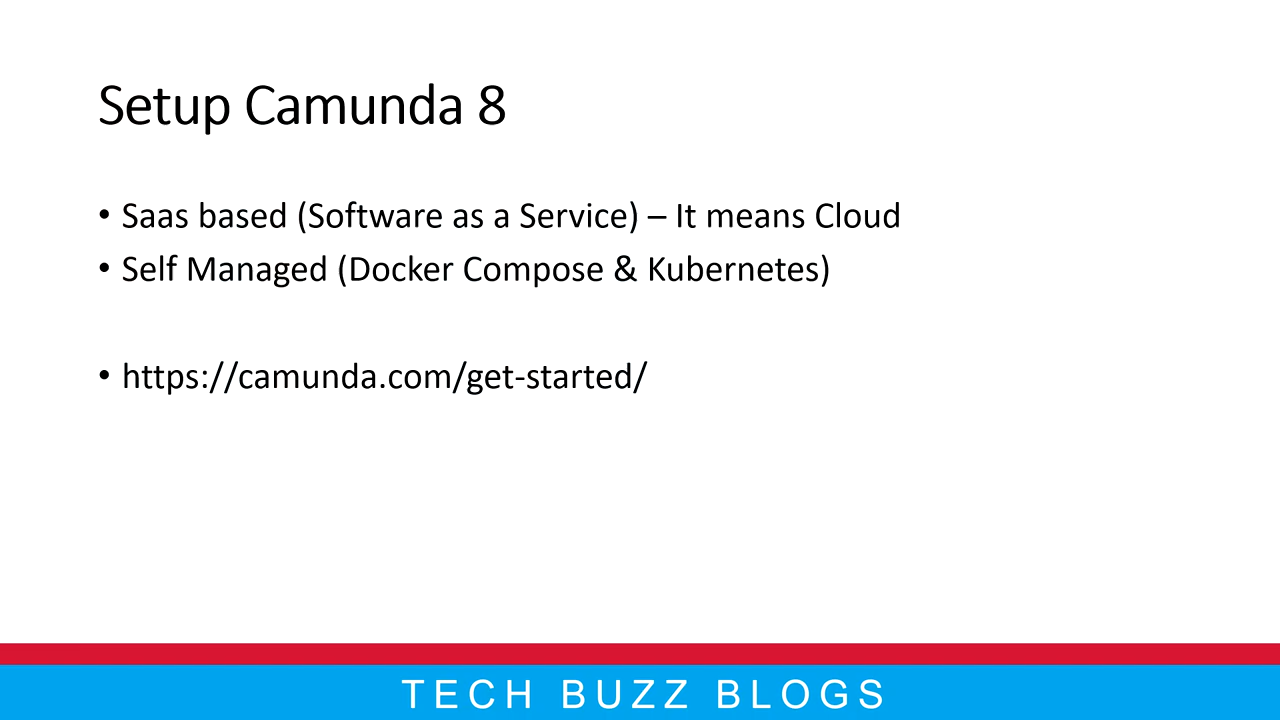 Setup Camunda 8
• Saas based (Software as a Service) – It means Cloud
• Self Managed (Docker Compose & Kubernetes)
• https://camunda.com/get-started/
TECH BUZZ BLOGS